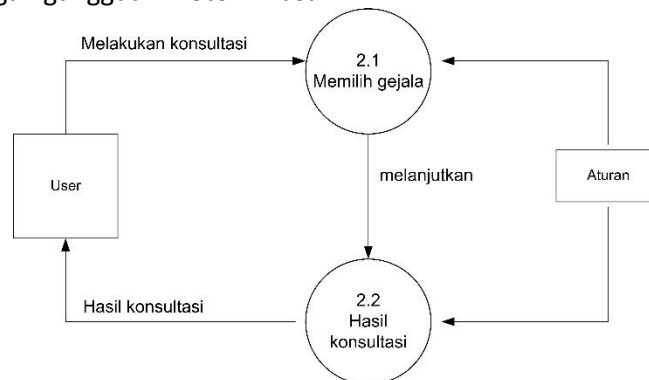 Melakukan konsultasi
2.1
Memilih gejala
User
melanjutkan
Aturan
Hasil konsultasi
2.2
Hasil
konsultasi